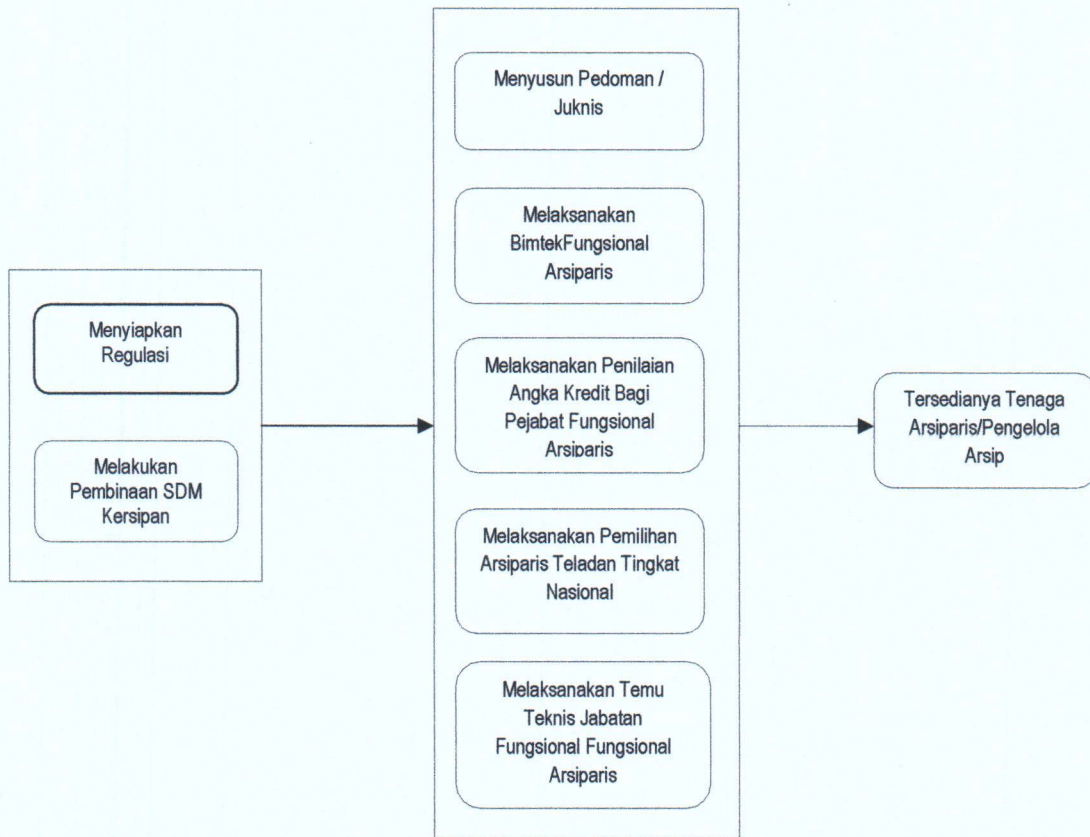 Menyiapkan
Regulasi
Melakukan
Pembinaan SDM
Kersipan
Menyusun Pedoman /
Juknis
Melaksanakan
BimtekFungsional
Arsiparis
Melaksanakan Penilaian
Angka Kredit Bagi
Pejabat Fungsional
Arsiparis
Melaksanakan Pemilihan
Arsiparis Teladan Tingkat
Nasional
Melaksanakan Temu
Teknis Jabatan
Fungsional Fungsional
Arsiparis
Tersedianya Tenaga
Arsiparis/Pengelola
Arsip